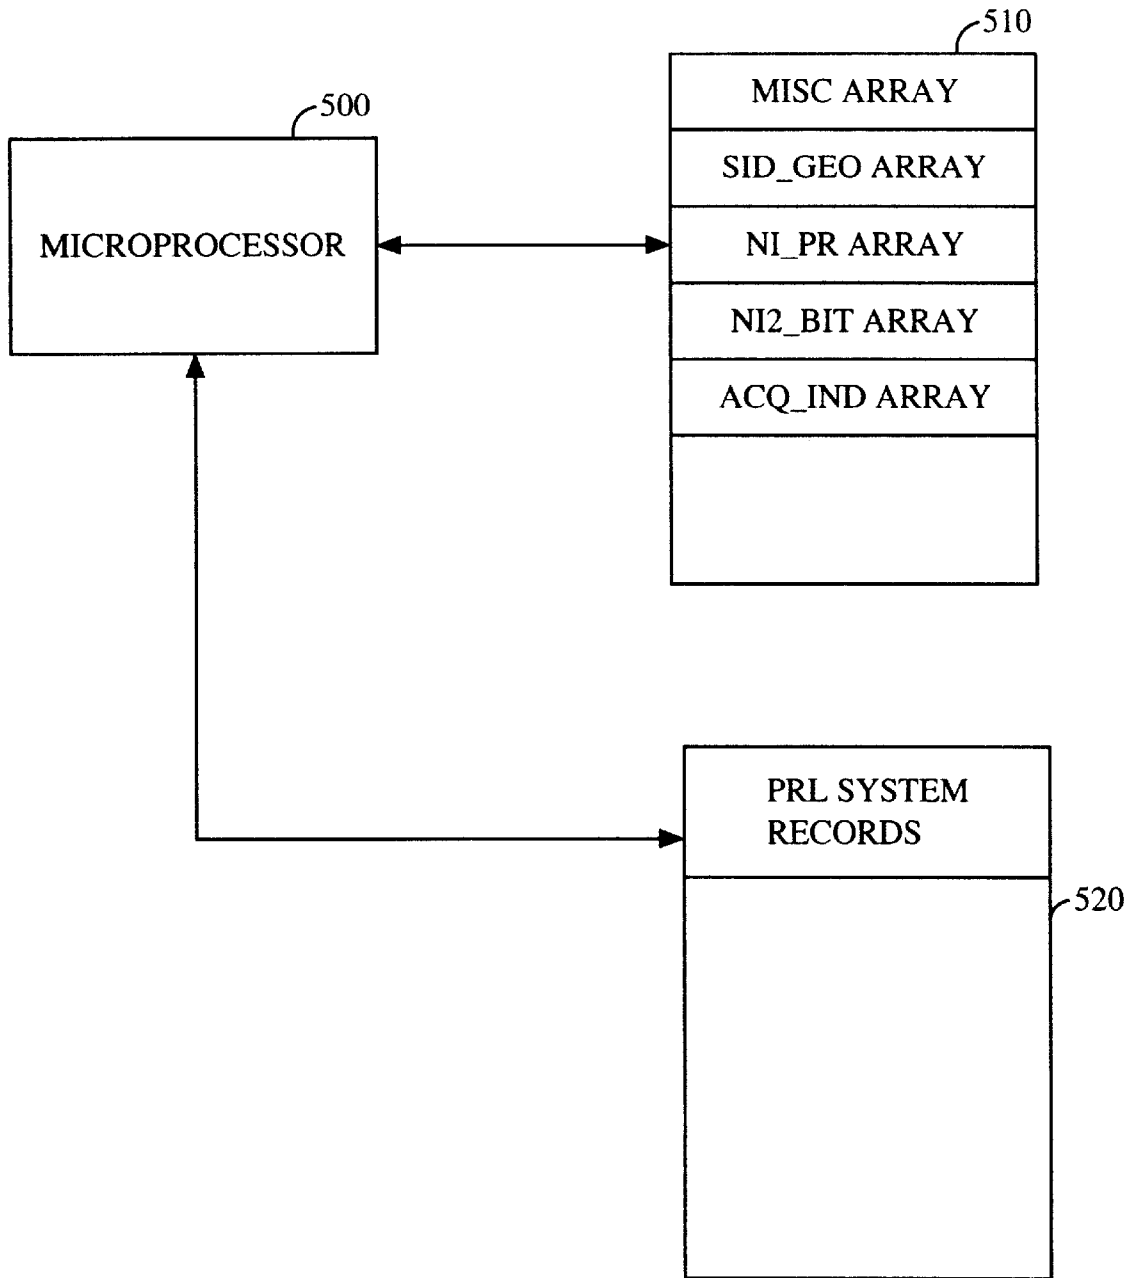 510
MISC ARRAY
500
SID_GEO ARRAY
MICROPROCESSOR
NI_PR ARRAY
NI2_BIT ARRAY
ACQ_IND ARRAY
PRL SYSTEM
RECORDS
520